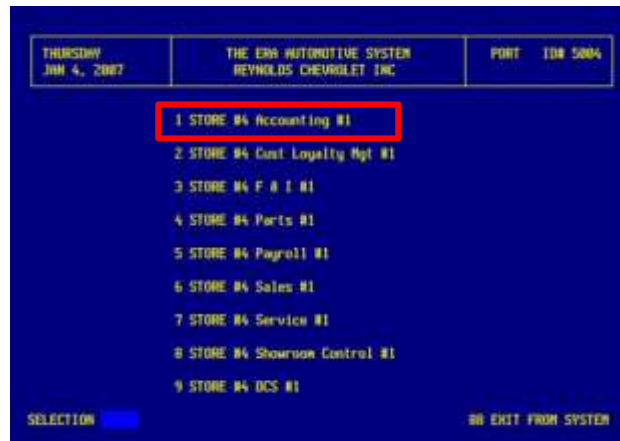 THURSDAY
JAN 4, 2007
THE ERA AUTOMOTIVE SYSTEM
REYNOLDS CHEVROLET INC
PORT ID# 5004
1 STORE #4 Accounting #1
2 STORE #4 Cust Loyalty Mgt #1
3 STORE #4 F & I #1
4 STORE #4 Parts #1
5 STORE #4 Payroll #1
6 STORE #4 Sales #1
7 STORE #4 Service #1
8 STORE #4 Showroom Control #1
9 STORE #4 DCS #1
SELECTION
88 EXIT FROM SYSTEM